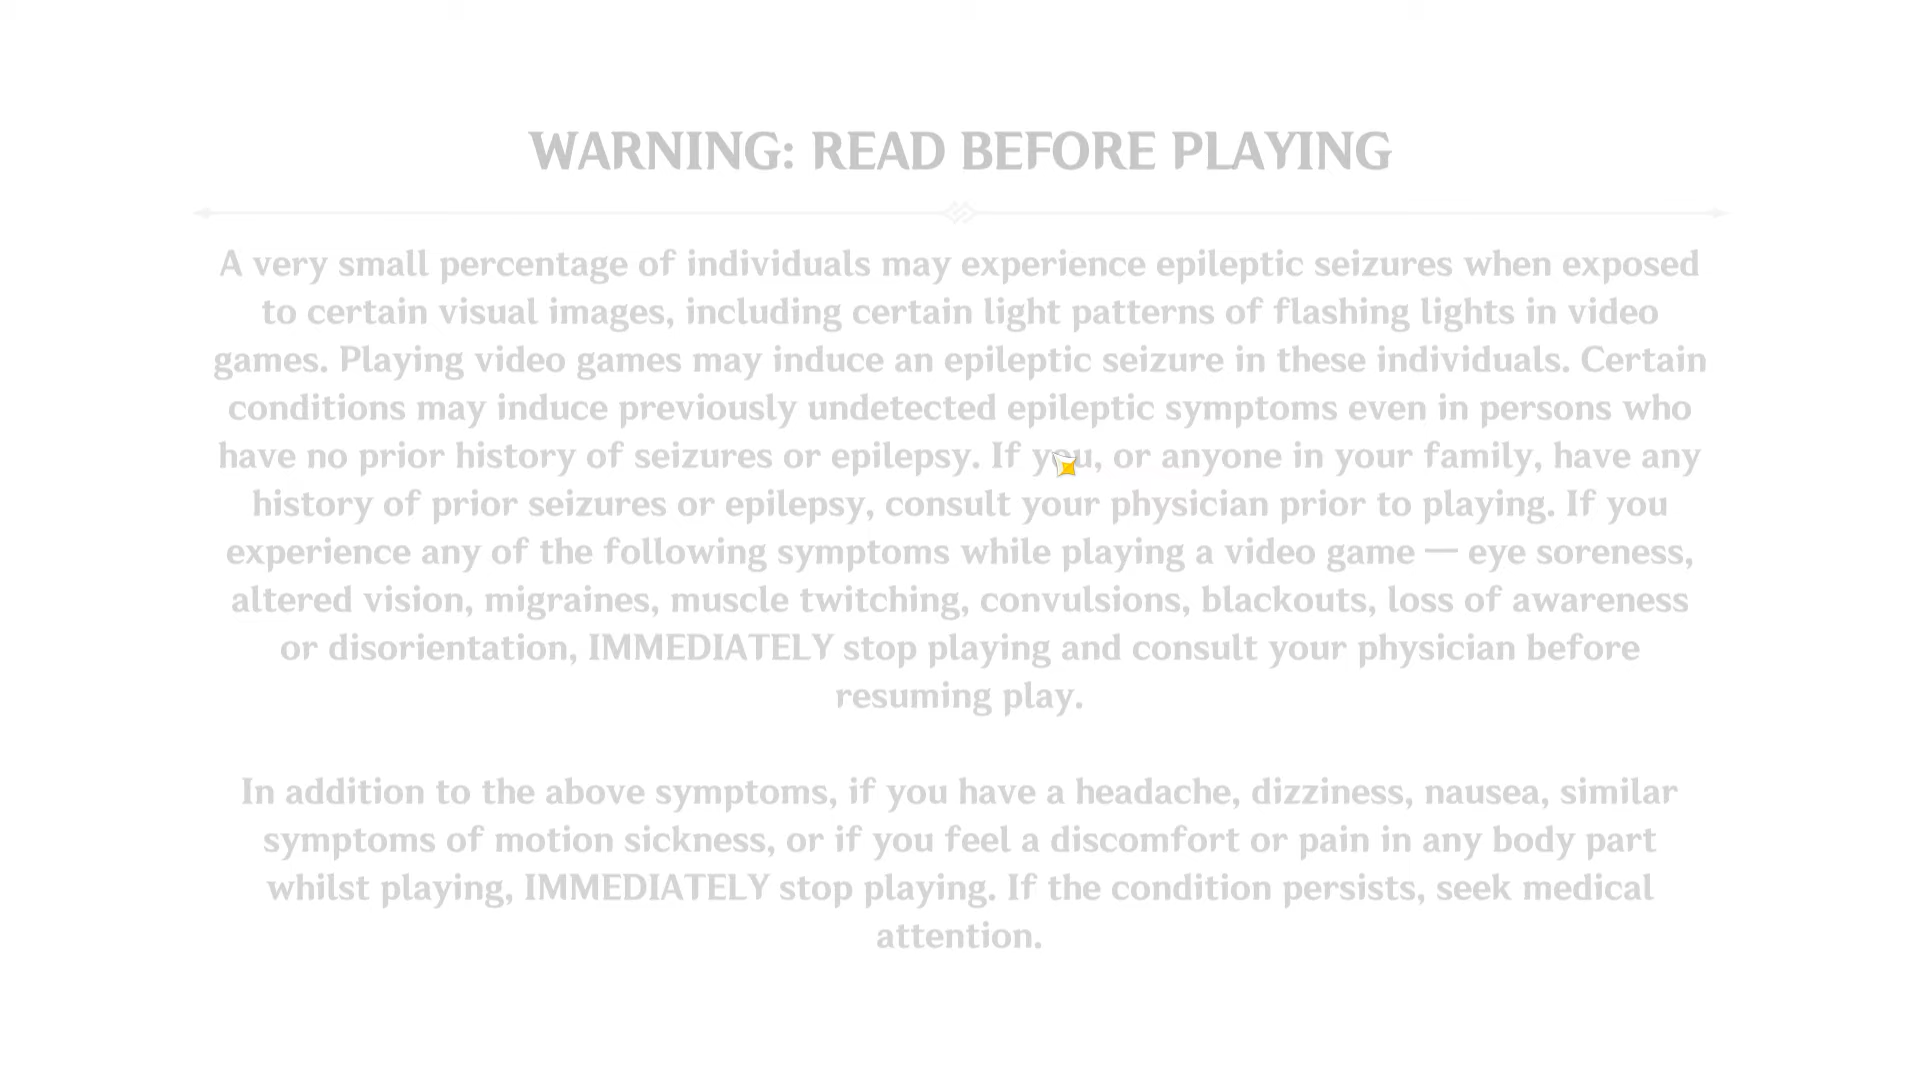 WARNING: READ BEFORE PLAYING
A very small percentage of individuals may experience epileptic seizures when exposed
to certain visual images, including certain light patterns of flashing lights in video
games. Playing video games may induce an epileptic seizure in these individuals. Certain
conditions may induce previously undetected epileptic symptoms even in persons who
have no prior history of seizures or epilepsy. If you, or anyone in your family, have any
history of prior seizures or epilepsy, consult your physician prior to playing. If you
experience any of the following symptoms while playing a video game — eye soreness,
altered vision, migraines, muscle twitching, convulsions, blackouts, loss of awareness
or disorientation, IMMEDIATELY stop playing and consult your physician before
resuming play.
In addition to the above symptoms, if you have a headache, dizziness, nausea, similar
symptoms of motion sickness, or if you feel a discomfort or pain in any body part
whilst playing, IMMEDIATELY stop playing. If the condition persists, seek medical
attention.